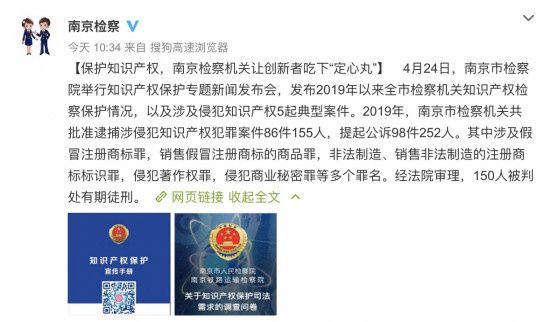 南京检察
今天 10:34 来自 搜狗高速浏览器
【保护知识产权，南京检察机关让创新者吃下“定心丸”】 4月24日，南京市检察
院举行知识产权保护专题新闻发布会，发布2019年以来全市检察机关知识产权检
察保护情况，以及涉及侵犯知识产权5起典型案件。2019年，南京市检察机关共
批准逮捕涉侵犯知识产权犯罪案件86件155人，提起公诉98件252人。其中涉及假
冒注册商标罪，销售假冒注册商标的商品罪，非法制造、销售非法制造的注册商
标标识罪，侵犯著作权罪，侵犯商业秘密罪等多个罪名。经法院审理，150人被判
处有期徒刑。 网页链接 收起全文
知识产权保护
宣传手册
南京市人民检察院
南京铁路运输检察院
关于知识产权保护司法
需求的调查问卷